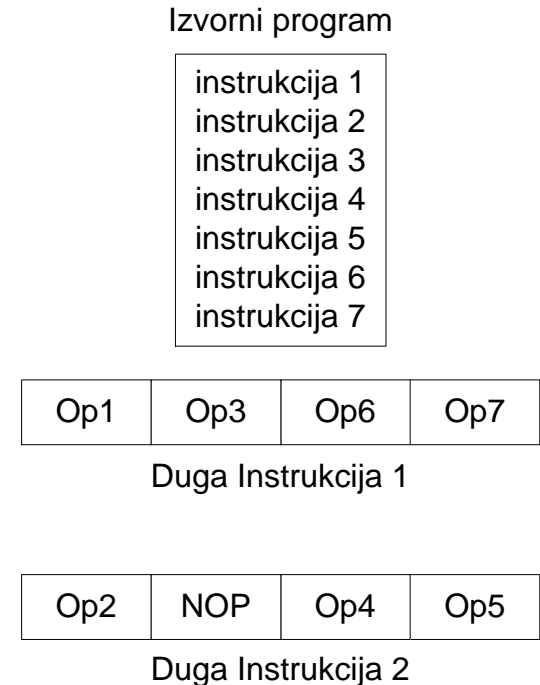 Izvorni program
instrukcija 1
instrukcija 2
instrukcija 3
instrukcija 4
instrukcija 5
instrukcija 6
instrukcija 7
Op1 Op3 Op6 Op7
Duga Instrukcija 1
Op2 NOP Op4 Op5
Duga Instrukcija 2